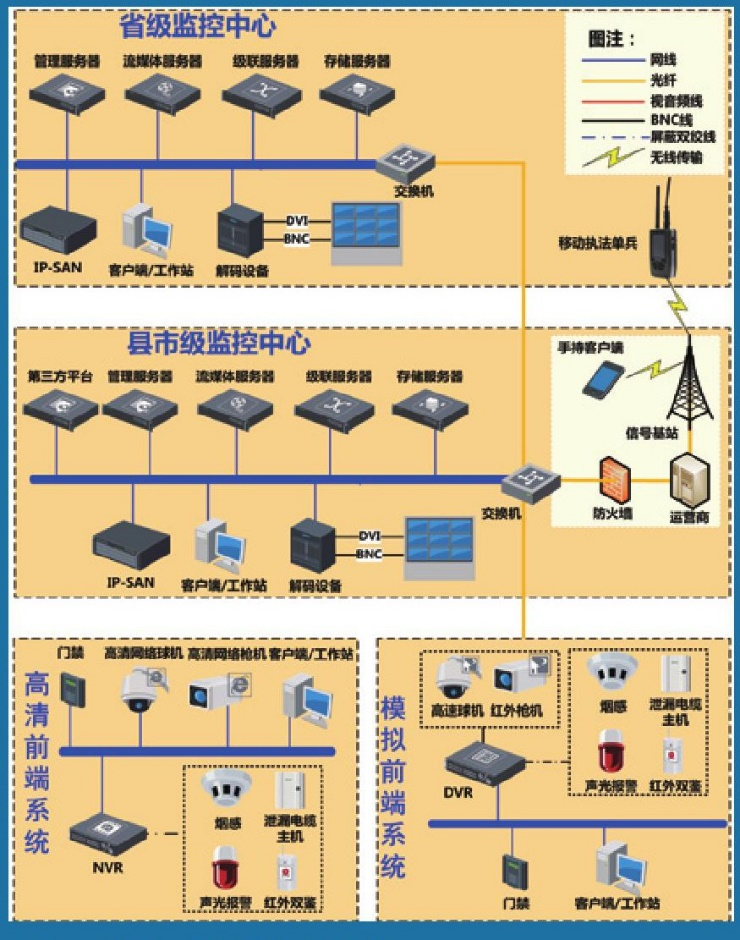 省级监控中心
管理服务器
流媒体服务器
级联服务器
存储服务器
图注：
网线
光纤
视音频线
BNC线
屏蔽双绞线
无线传输
交换机
DVI
BNC
IP-SAN
客户端/工作站
解码设备
移动执法单兵
县市级监控中心
第三方平台
管理服务器
流媒体服务器
级联服务器
存储服务器
手持客户端
信号基站
交换机
防火墙
运营商
DVI
BNC
IP-SAN
客户端/工作站
解码设备
高清前端系统
门禁
高清网络球机
高清网络枪机
客户端/工作站
NVR
烟感
泄漏电缆
主机
声光报警
红外双鉴
模拟前端系统
高速球机
红外枪机
DVR
烟感
泄漏电缆
主机
声光报警
红外双鉴
门禁
客户端/工作站